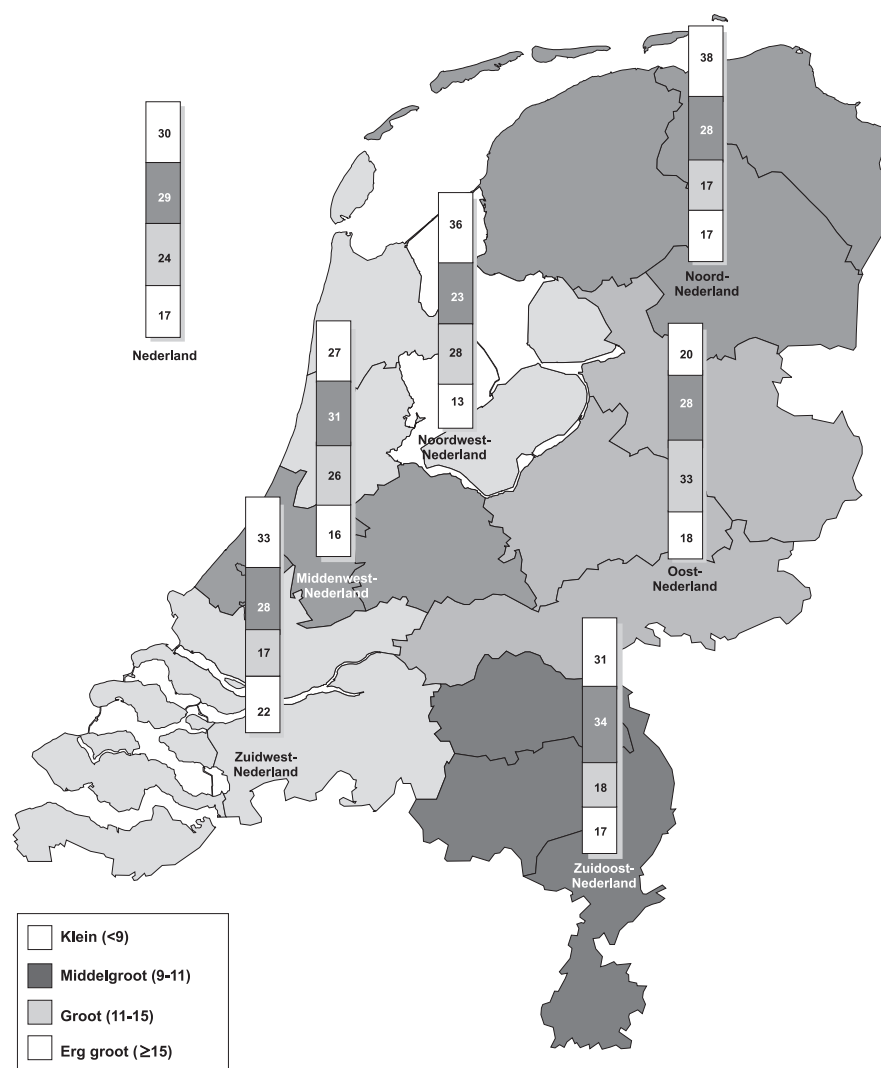 38
28
17
17
Noord-
Nederland
30
29
24
17
Nederland
36
23
28
13
Noordwest-
Nederland
27
31
26
16
Middenwest-
Nederland
20
28
33
18
Oost-
Nederland
33
28
17
22
Zuidwest-
Nederland
31
34
18
17
Zuidoost-
Nederland
Klein (<9)
Middelgroot (9-11)
Groot (11-15)
Erg groot (≥15)